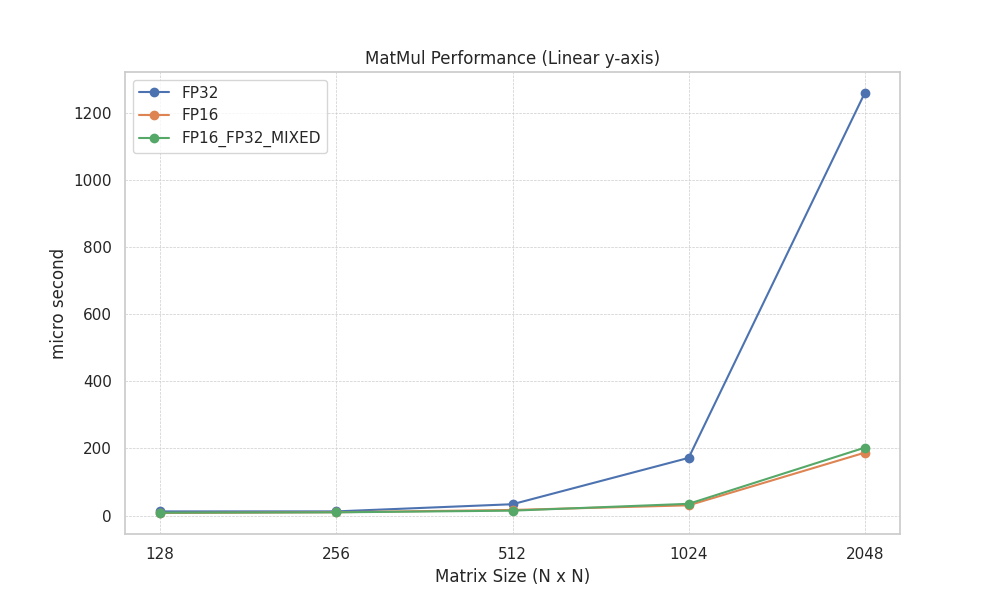 MatMul Performance (Linear y-axis)
FP32
FP16
FP16_FP32_MIXED
1200
1000
800
600
400
200
0
micro second
128 256 512 1024 2048
Matrix Size (N x N)